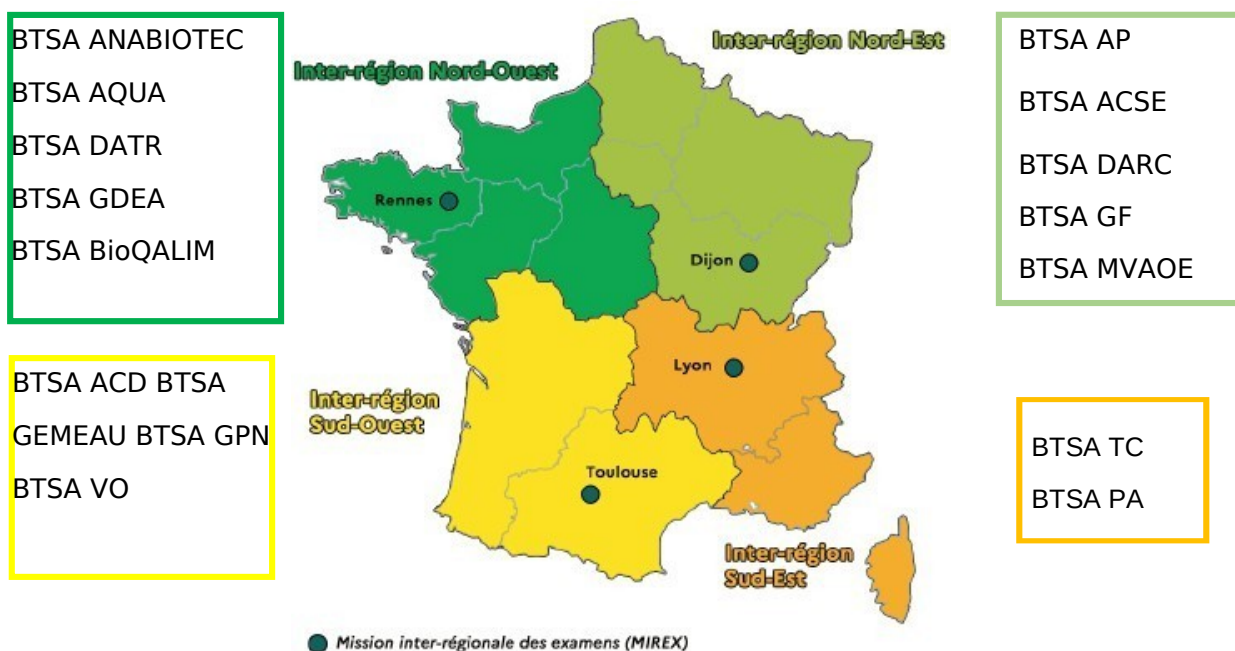 BTSA ANABIOTEC
BTSA AQUA
BTSA DATR
BTSA GDEA
BTSA BioQALIM
BTSA ACD BTSA
GEMEAU BTSA GPN
BTSA VO
Inter-région Nord-Ouest
Inter-région Nord-Est
Rennes
Dijon
Lyon
Inter-région
Sud-Ouest
Toulouse
Inter-région
Sud-Est
Mission inter-régionale des examens (MIREX)
BTSA AP
BTSA ACSE
BTSA DARC
BTSA GF
BTSA MVAOE
BTSA TC
BTSA PA